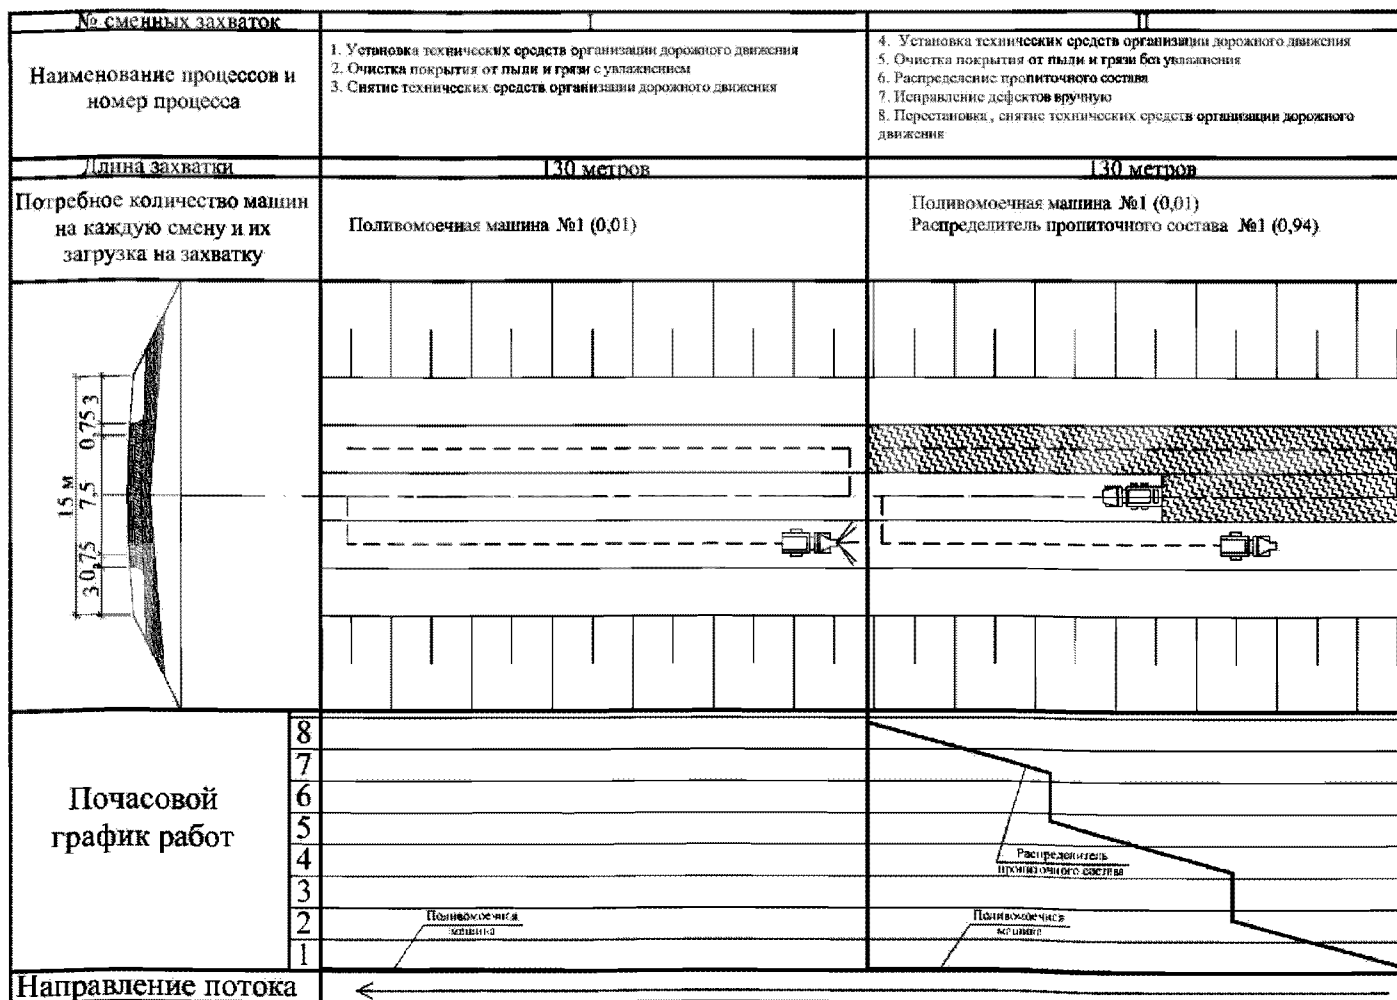 № сменных захваток
I
II
Наименование процессов и
номер процесса
1. Установка технических средств организации дорожного движения
2. Очистка покрытия от пыли и грязи с увлажнением
3. Снятие технических средств организации дорожного движения
4. Установка технических средств организации дорожного движения
5. Очистка покрытия от пыли и грязи без увлажнения
6. Распределение пропиточного состава
7. Исправление дефектов вручную
8. Перестановка , снятие технических средств организации дорожного
движения
Длина захватки
130 метров
130 метров
Потребное количество машин
на каждую смену и их
загрузка на захватку
Поливомоечная машина №1 (0,01)
Поливомоечная машина №1 (0,01)
Распределитель пропиточного состава №1 (0,94)
15 м
3
0,75
7,5
0,75
3
Почасовой
график работ
8
7
6
5
4
3
2
1
Распределитель
пропиточного состава
Поливомоечная
машина
Поливомоечная
машина
Направление потока